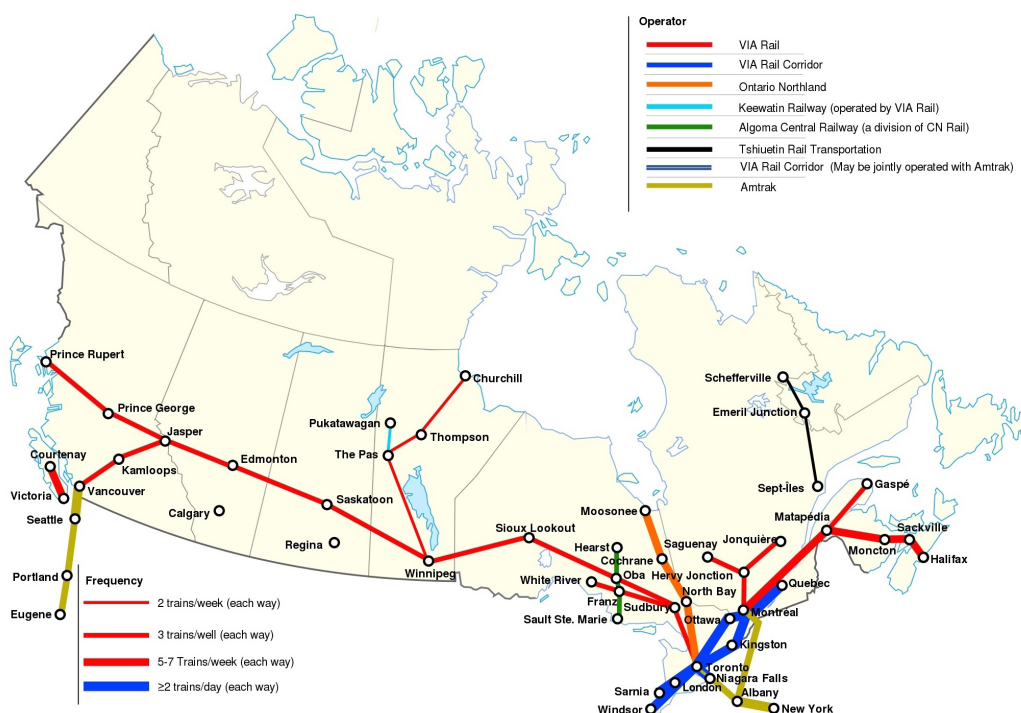 Operator
VIA Rail
VIA Rail Corridor
Ontario Northland
Keewatin Railway (operated by VIA Rail)
Algoma Central Railway (a division of CN Rail)
Tshiuetin Rail Transportation
VIA Rail Corridor (May be jointly operated with Amtrak)
Amtrak
Prince Rupert
Churchill
Schefferville
Prince George
Emeril Junction
Pukatawagan
Jasper
Thompson
Courtenay
The Pas
Edmonton
Kamloops
Gaspé
Vancouver
Sept-Îles
Victoria
Saskatoon
Calgary
Moosonee
Matapédia
Seattle
Sioux Lookout
Sackville
Saguenay
Jonquière
Regina
Hearst
Moncton
Cochrane
Halifax
Winnipeg
Oba
Hervy Jonction
Portland
White River
Quebec
North Bay
Franz
Sudbury
Montréal
Eugene
Sault Ste. Marie
Ottawa
Kingston
Toronto
Niagara Falls
London
Sarnia
Albany
Windsor
New York
Frequency
2 trains/week (each way)
3 trains/well (each way)
5-7 Trains/week (each way)
≥2 trains/day (each way)